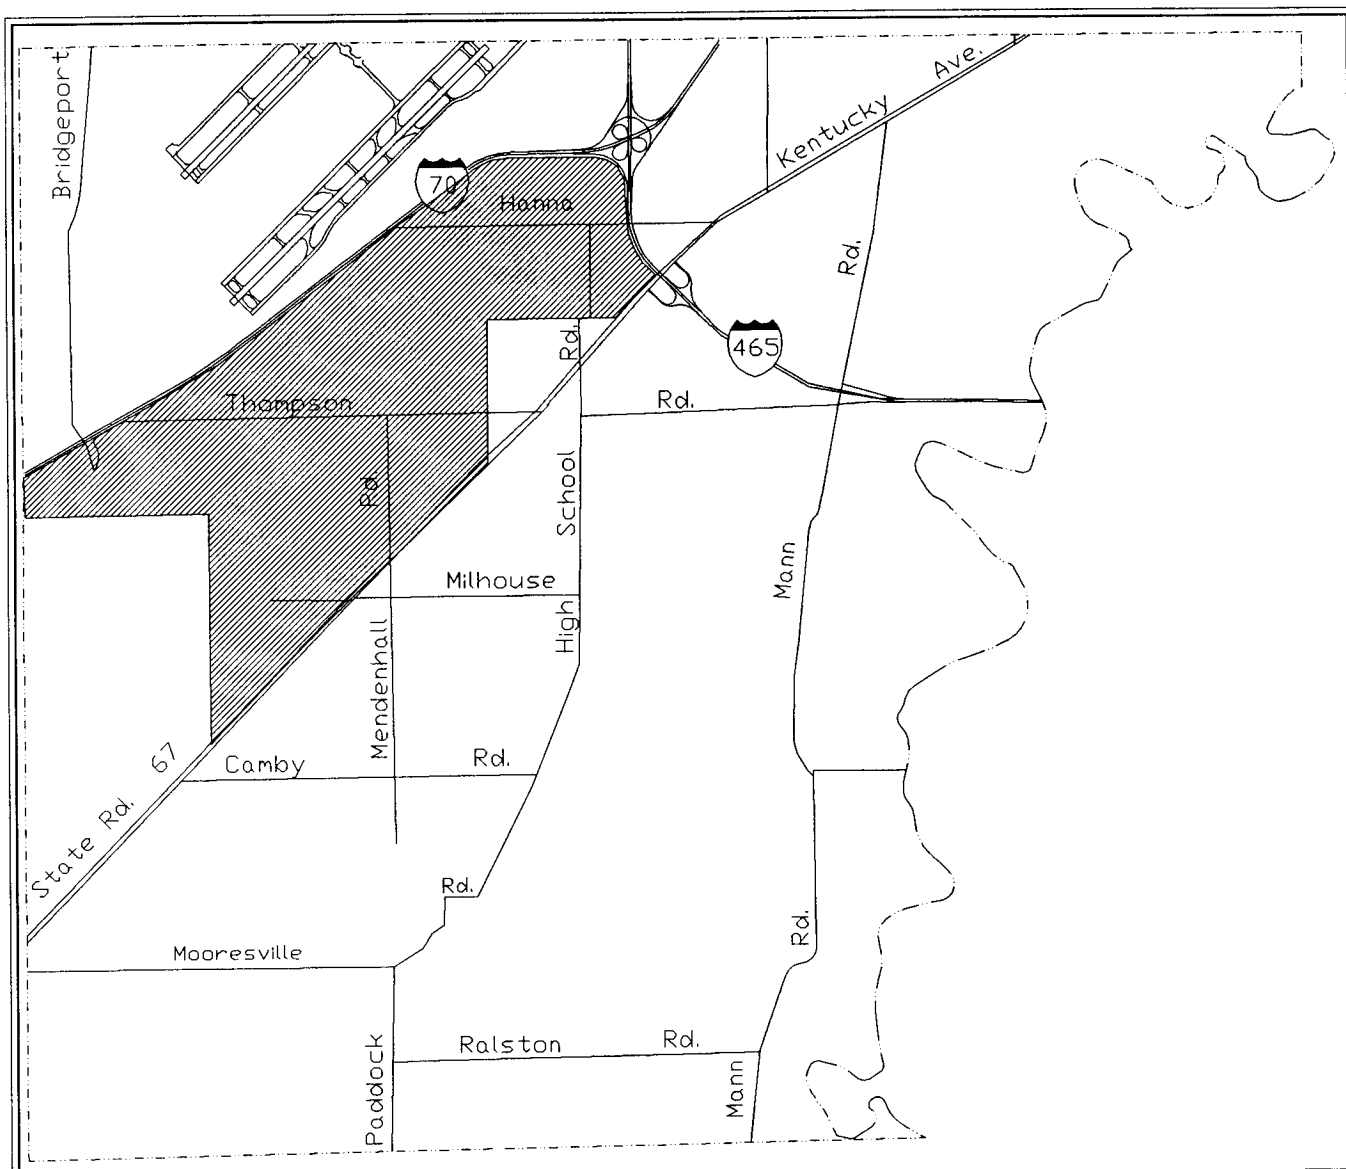 Bridgeport
Kentucky Ave.
70
Hanna
Rd.
Rd.
465
Thompson
Rd.
Rd.
School
Mann
Milhouse
High
Mendenhall
State Rd. 67
Camby
Rd.
Rd.
Rd.
Mooresville
Ralston
Rd.
Paddock
Mann